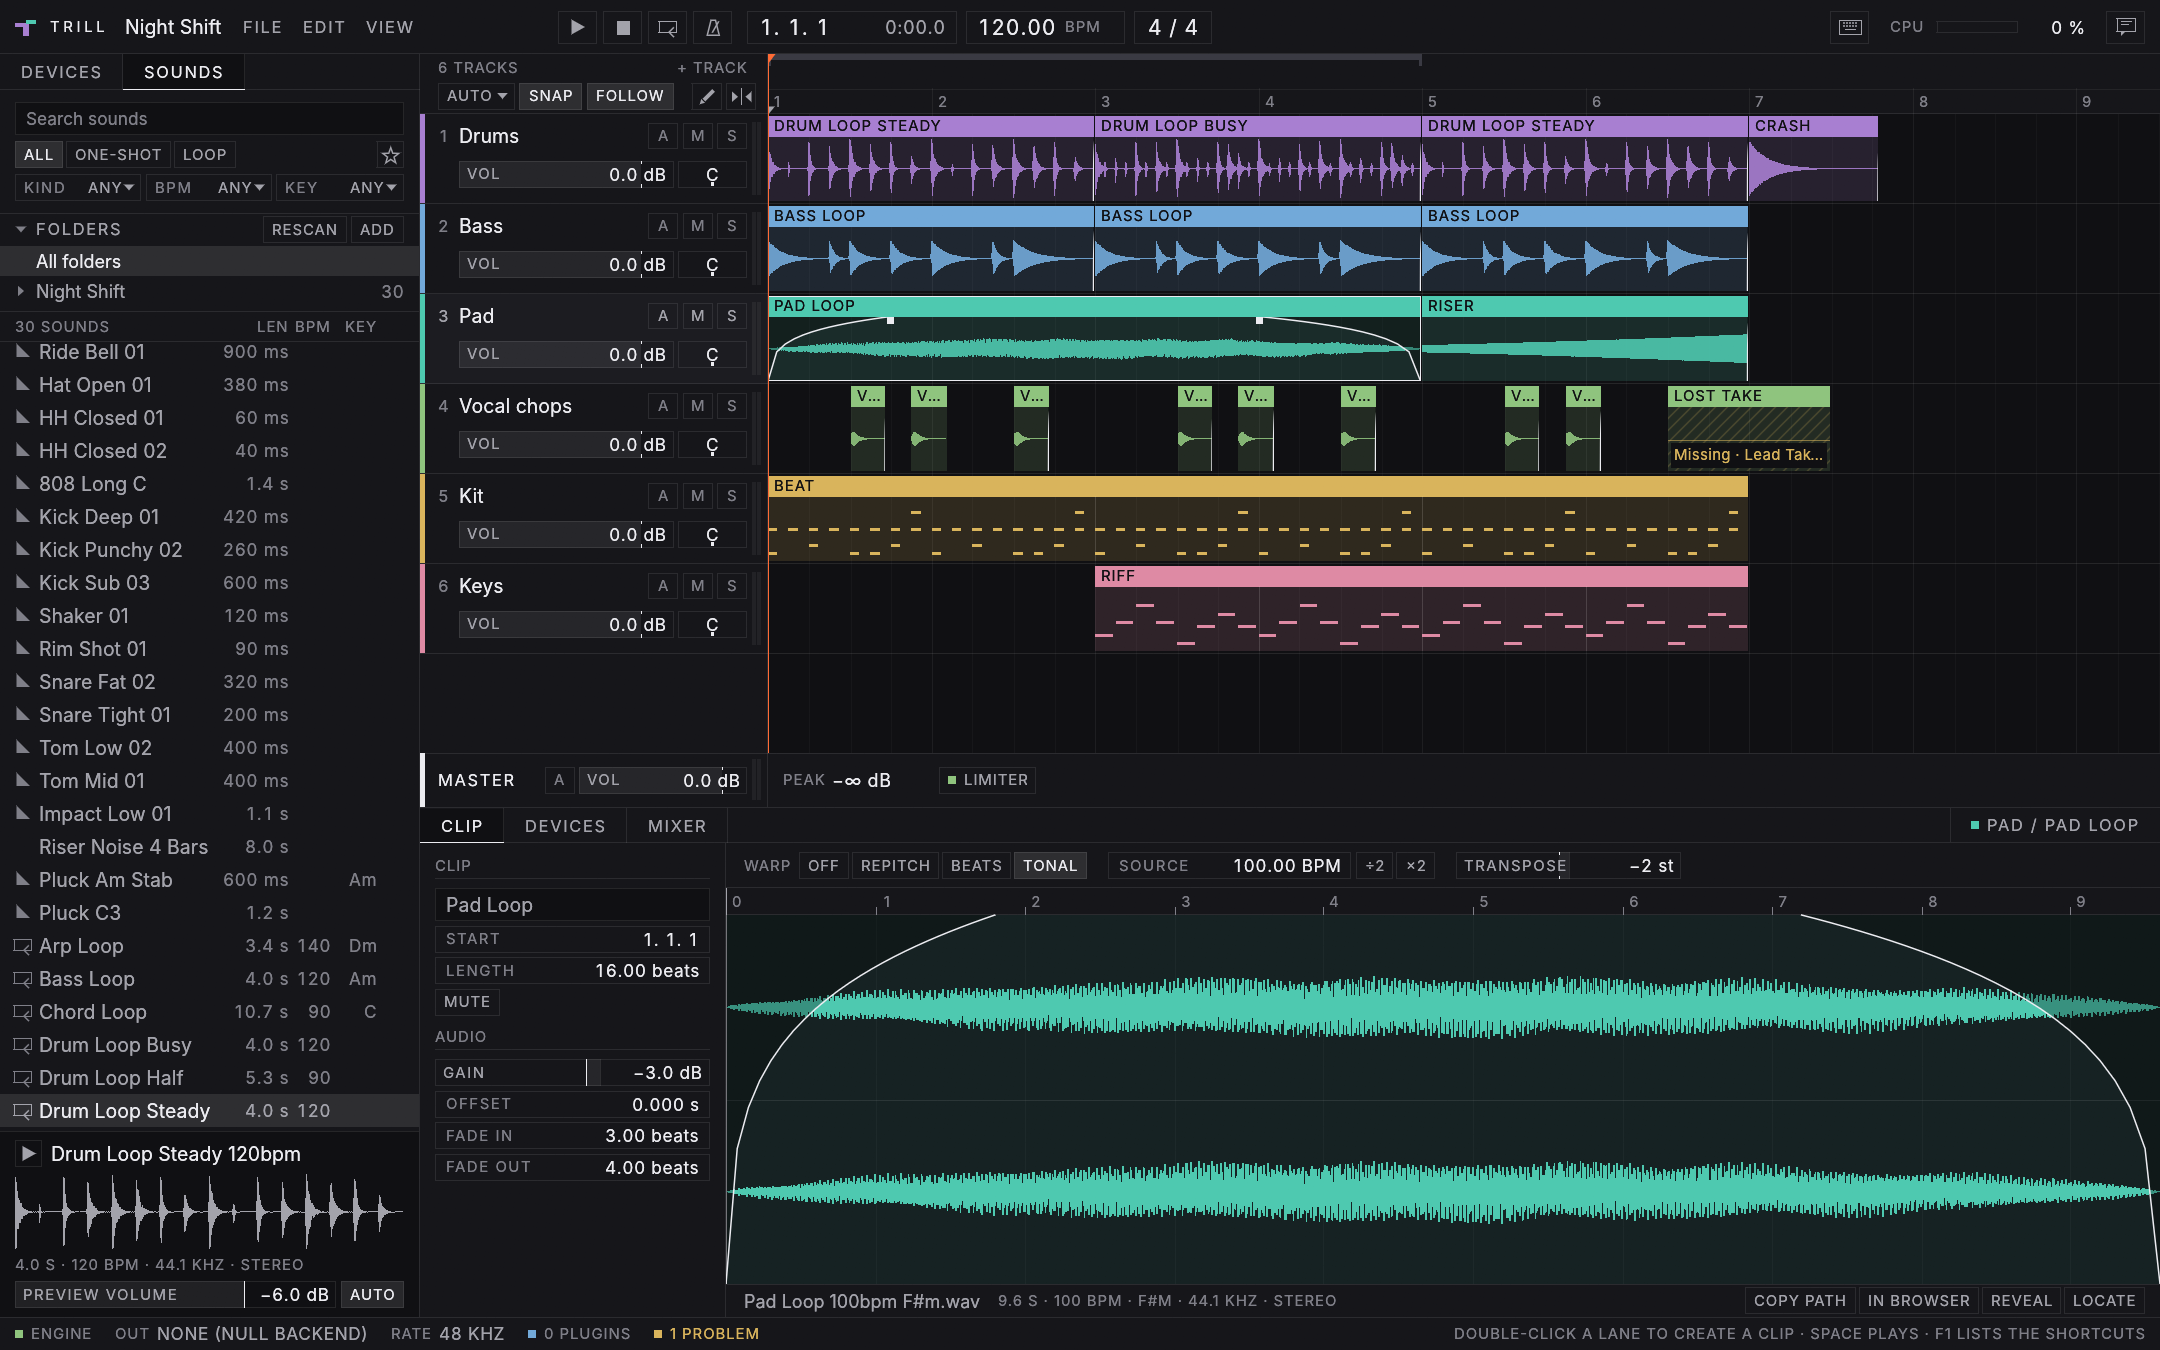 TRILL Night Shift FILE EDIT VIEW 1. 1. 1 0:00.0 120.00 BPM 4 / 4 CPU 0 %
DEVICES SOUNDS
Search sounds
ALL ONE-SHOT LOOP
KIND ANY BPM ANY KEY ANY
FOLDERS RESCAN ADD
All folders
Night Shift 30
30 SOUNDS LEN BPM KEY
Ride Bell 01 900 ms
Hat Open 01 380 ms
HH Closed 01 60 ms
HH Closed 02 40 ms
808 Long C 1.4 s
Kick Deep 01 420 ms
Kick Punchy 02 260 ms
Kick Sub 03 600 ms
Shaker 01 120 ms
Rim Shot 01 90 ms
Snare Fat 02 320 ms
Snare Tight 01 200 ms
Tom Low 02 400 ms
Tom Mid 01 400 ms
Impact Low 01 1.1 s
Riser Noise 4 Bars 8.0 s
Pluck Am Stab 600 ms Am
Pluck C3 1.2 s
Arp Loop 3.4 s 140 Dm
Bass Loop 4.0 s 120 Am
Chord Loop 10.7 s 90 C
Drum Loop Busy 4.0 s 120
Drum Loop Half 5.3 s 90
Drum Loop Steady 4.0 s 120
Drum Loop Steady 120bpm
4.0 S · 120 BPM · 44.1 KHZ · STEREO
PREVIEW VOLUME −6.0 dB AUTO
6 TRACKS + TRACK
AUTO SNAP FOLLOW
1 2 3 4 5 6 7 8 9
1 Drums A M S
VOL 0.0 dB C
DRUM LOOP STEADY DRUM LOOP BUSY DRUM LOOP STEADY CRASH
2 Bass A M S
VOL 0.0 dB C
BASS LOOP BASS LOOP BASS LOOP
3 Pad A M S
VOL 0.0 dB C
PAD LOOP RISER
4 Vocal chops A M S
VOL 0.0 dB C
V... V... V... V... V... V... V... V... LOST TAKE
Missing · Lead Tak...
5 Kit A M S
VOL 0.0 dB C
BEAT
6 Keys A M S
VOL 0.0 dB C
RIFF
MASTER A VOL 0.0 dB PEAK −∞ dB LIMITER
CLIP DEVICES MIXER PAD / PAD LOOP
CLIP
Pad Loop
START 1. 1. 1
LENGTH 16.00 beats
MUTE
AUDIO
GAIN −3.0 dB
OFFSET 0.000 s
FADE IN 3.00 beats
FADE OUT 4.00 beats
WARP OFF REPITCH BEATS TONAL SOURCE 100.00 BPM ÷2 ×2 TRANSPOSE −2 st
0 1 2 3 4 5 6 7 8 9
Pad Loop 100bpm F#m.wav 9.6 S · 100 BPM · F#M · 44.1 KHZ · STEREO COPY PATH IN BROWSER REVEAL LOCATE
ENGINE OUT NONE (NULL BACKEND) RATE 48 KHZ 0 PLUGINS 1 PROBLEM DOUBLE-CLICK A LANE TO CREATE A CLIP · SPACE PLAYS · F1 LISTS THE SHORTCUTS